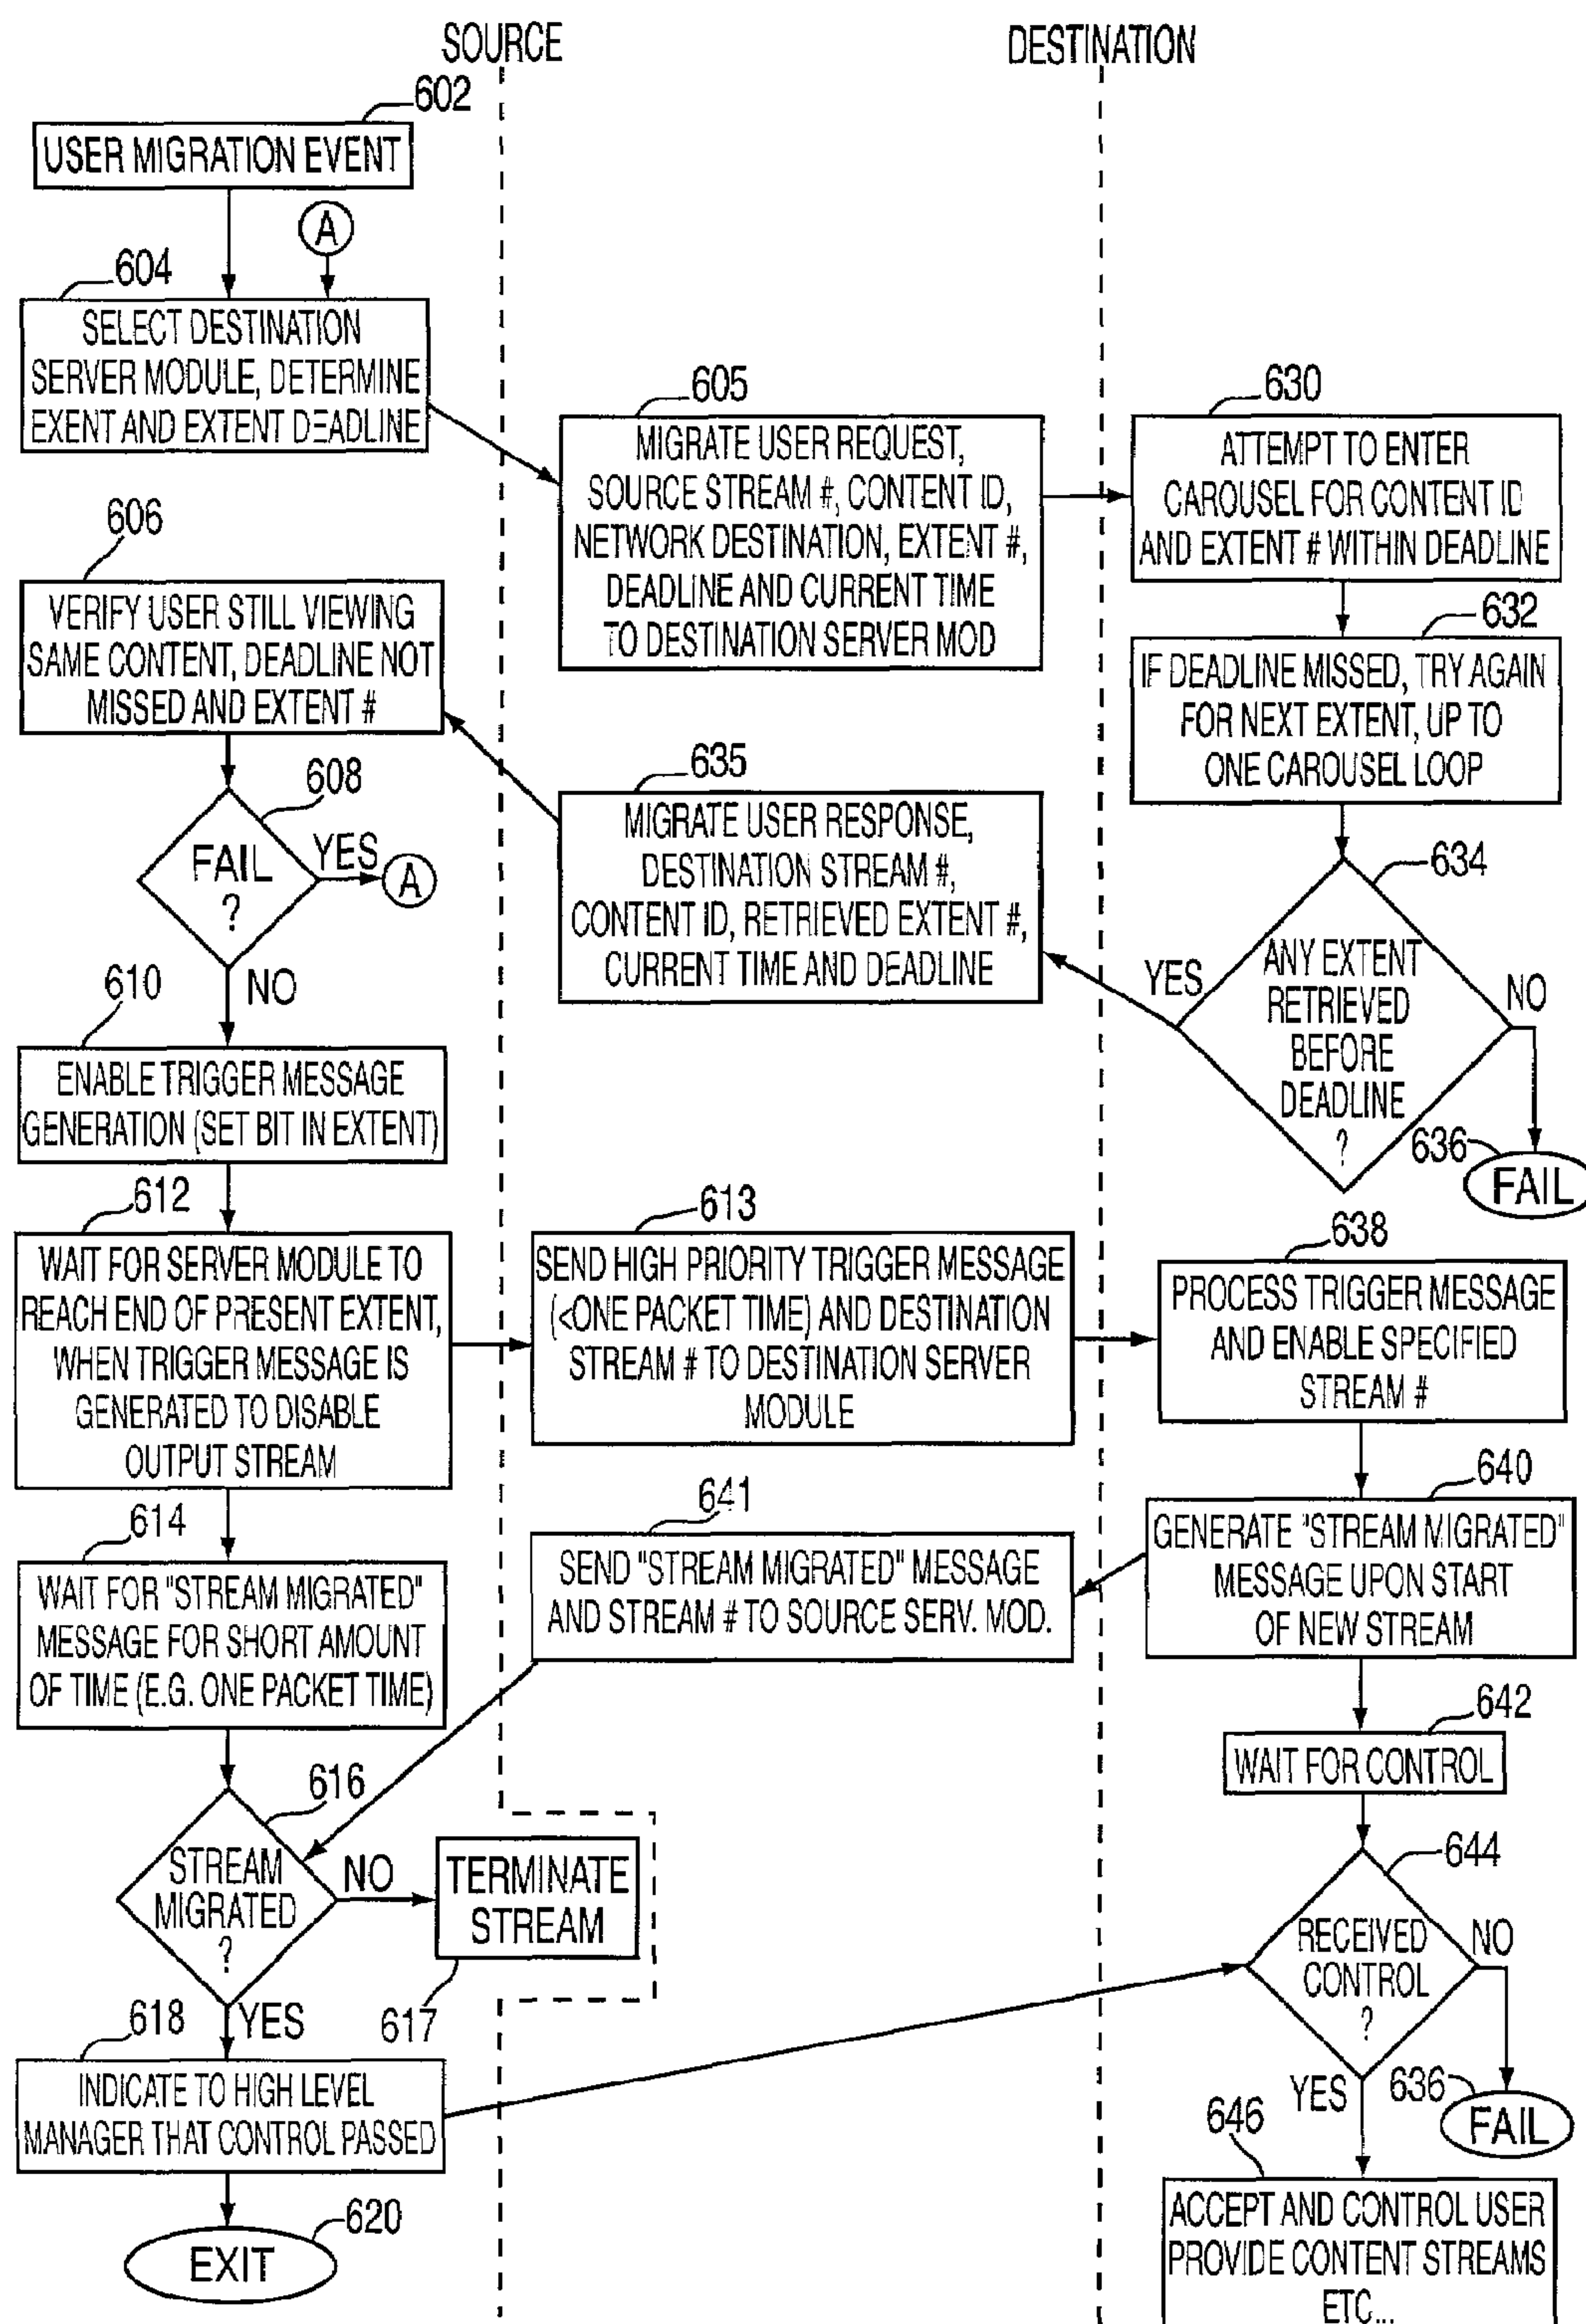 SOURCE
DESTINATION
602
USER MIGRATION EVENT
A
604
SELECT DESTINATION
SERVER MODULE, DETERMINE
EXENT AND EXTENT DEADLINE
605
MIGRATE USER REQUEST,
SOURCE STREAM #, CONTENT ID,
NETWORK DESTINATION, EXTENT #,
DEADLINE AND CURRENT TIME
TO DESTINATION SERVER MOD
630
ATTEMPT TO ENTER
CAROUSEL FOR CONTENT ID
AND EXTENT # WITHIN DEADLINE
606
VERIFY USER STILL VIEWING
SAME CONTENT, DEADLINE NOT
MISSED AND EXTENT #
632
IF DEADLINE MISSED, TRY AGAIN
FOR NEXT EXTENT, UP TO
ONE CAROUSEL LOOP
635
MIGRATE USER RESPONSE,
DESTINATION STREAM #,
CONTENT ID, RETRIEVED EXTENT #,
CURRENT TIME AND DEADLINE
608
FAIL
?
YES
A
NO
634
ANY EXTENT
RETRIEVED
BEFORE
DEADLINE
?
YES
NO
636
FAIL
610
ENABLE TRIGGER MESSAGE
GENERATION (SET BIT IN EXTENT)
612
WAIT FOR SERVER MODULE TO
REACH END OF PRESENT EXTENT,
WHEN TRIGGER MESSAGE IS
GENERATED TO DISABLE
OUTPUT STREAM
613
SEND HIGH PRIORITY TRIGGER MESSAGE
(<ONE PACKET TIME) AND DESTINATION
STREAM # TO DESTINATION SERVER
MODULE
638
PROCESS TRIGGER MESSAGE
AND ENABLE SPECIFIED
STREAM #
614
WAIT FOR "STREAM MIGRATED"
MESSAGE FOR SHORT AMOUNT
OF TIME (E.G. ONE PACKET TIME)
641
SEND "STREAM MIGRATED" MESSAGE
AND STREAM # TO SOURCE SERV. MOD.
640
GENERATE "STREAM MIGRATED"
MESSAGE UPON START
OF NEW STREAM
642
WAIT FOR CONTROL
616
STREAM
MIGRATED
?
NO
TERMINATE
STREAM
617
YES
644
RECEIVED
CONTROL
?
NO
YES
636
FAIL
618
INDICATE TO HIGH LEVEL
MANAGER THAT CONTROL PASSED
620
EXIT
646
ACCEPT AND CONTROL USER
PROVIDE CONTENT STREAMS
ETC...